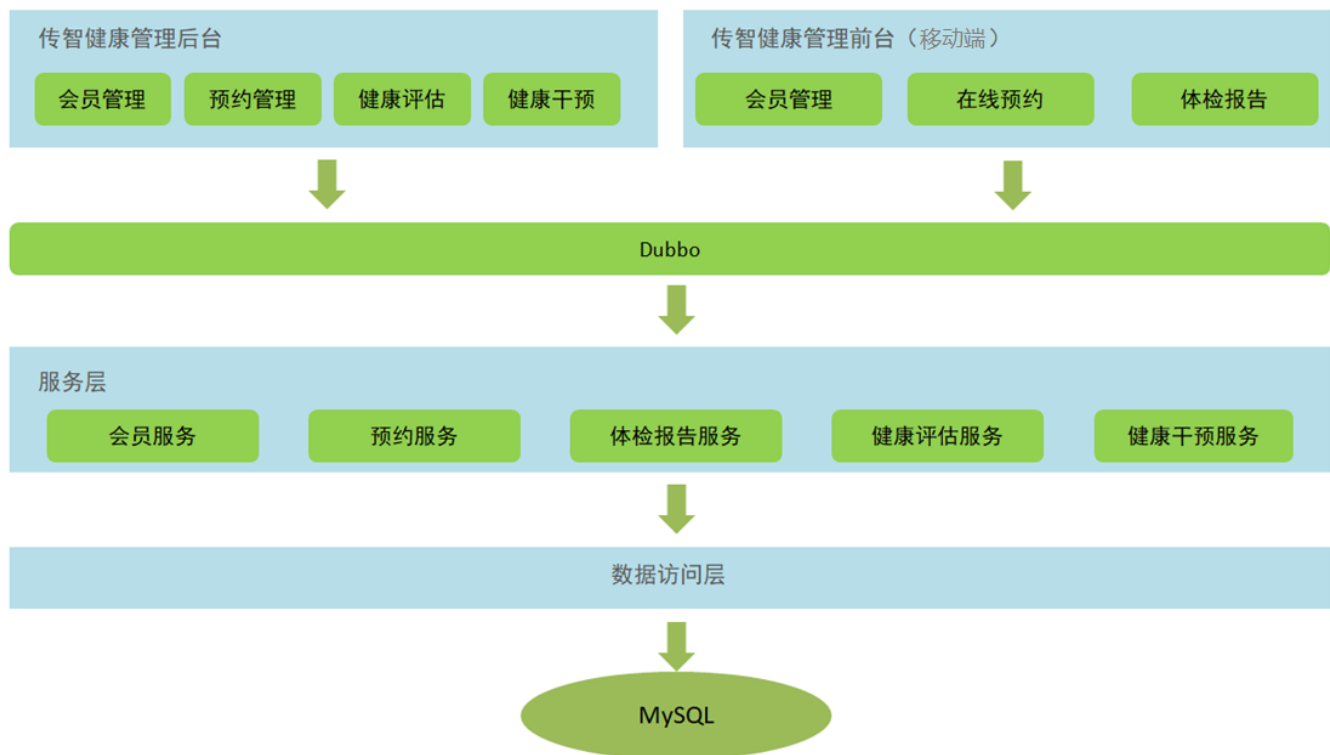 传智健康管理后台
会员管理 预约管理 健康评估 健康干预
传智健康管理前台（移动端）
会员管理 在线预约 体检报告
Dubbo
服务层
会员服务 预约服务 体检报告服务 健康评估服务 健康干预服务
数据访问层
MySQL